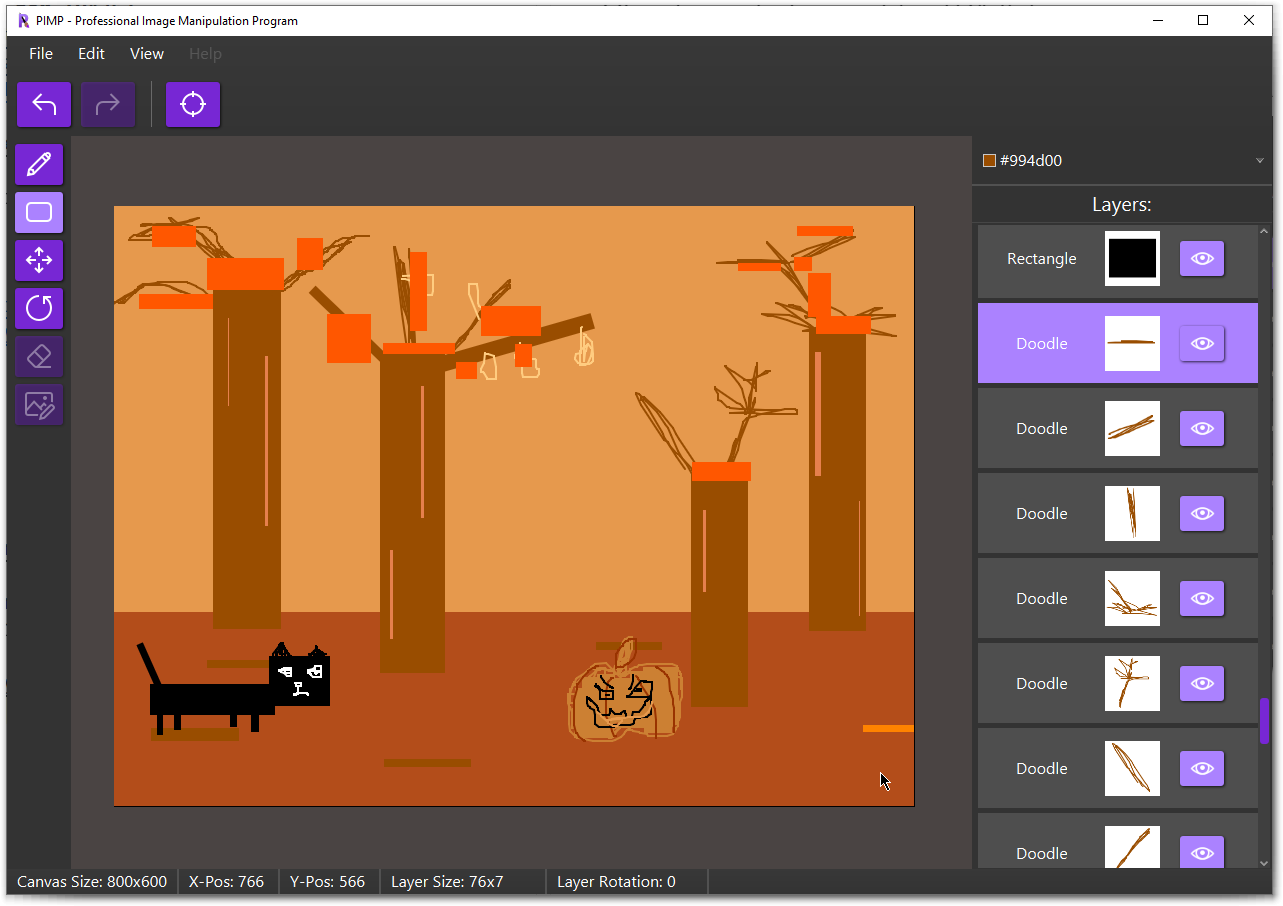 PIMP - Professional Image Manipulation Program
File Edit View Help
#994d00
Layers:
Rectangle
Doodle
Doodle
Doodle
Doodle
Doodle
Doodle
Doodle
Canvas Size: 800x600 X-Pos: 766 Y-Pos: 566 Layer Size: 76x7 Layer Rotation: 0